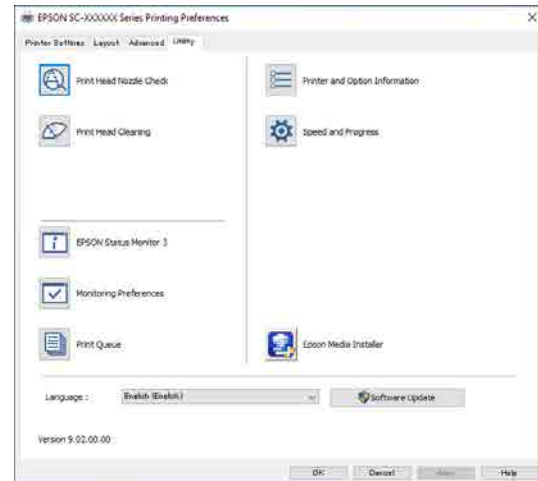 EPSON SC-XXXXXX Series Printing Preferences
Printer Settings Layout Advanced Utility
Print Head Nozzle Check
Printer and Option Information
Print Head Cleaning
Speed and Progress
EPSON Status Monitor 3
Monitoring Preferences
Print Queue
Epson Media Installer
Language : English (English) Software Update
Version 9.02.00.00
OK Cancel Apply Help